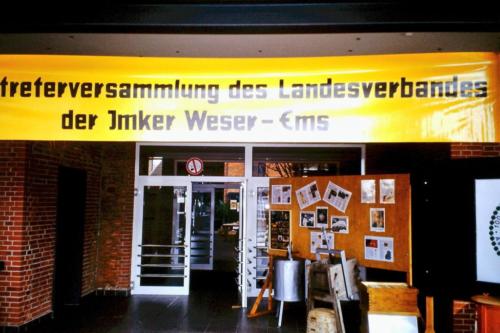 treterversammlung des Landesverbandes
der Imker Weser-Ems